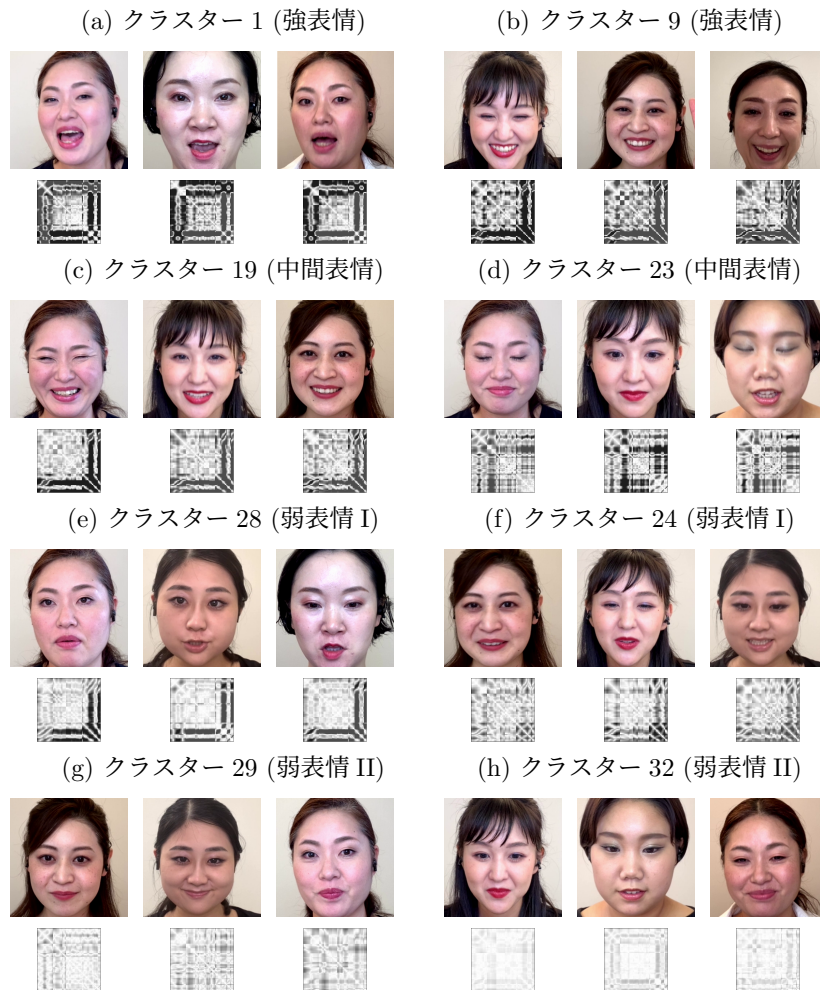 (a) クラスター 1 (強表情)
(b) クラスター 9 (強表情)
(c) クラスター 19 (中間表情)
(d) クラスター 23 (中間表情)
(e) クラスター 28 (弱表情 I)
(f) クラスター 24 (弱表情 I)
(g) クラスター 29 (弱表情 II)
(h) クラスター 32 (弱表情 II)